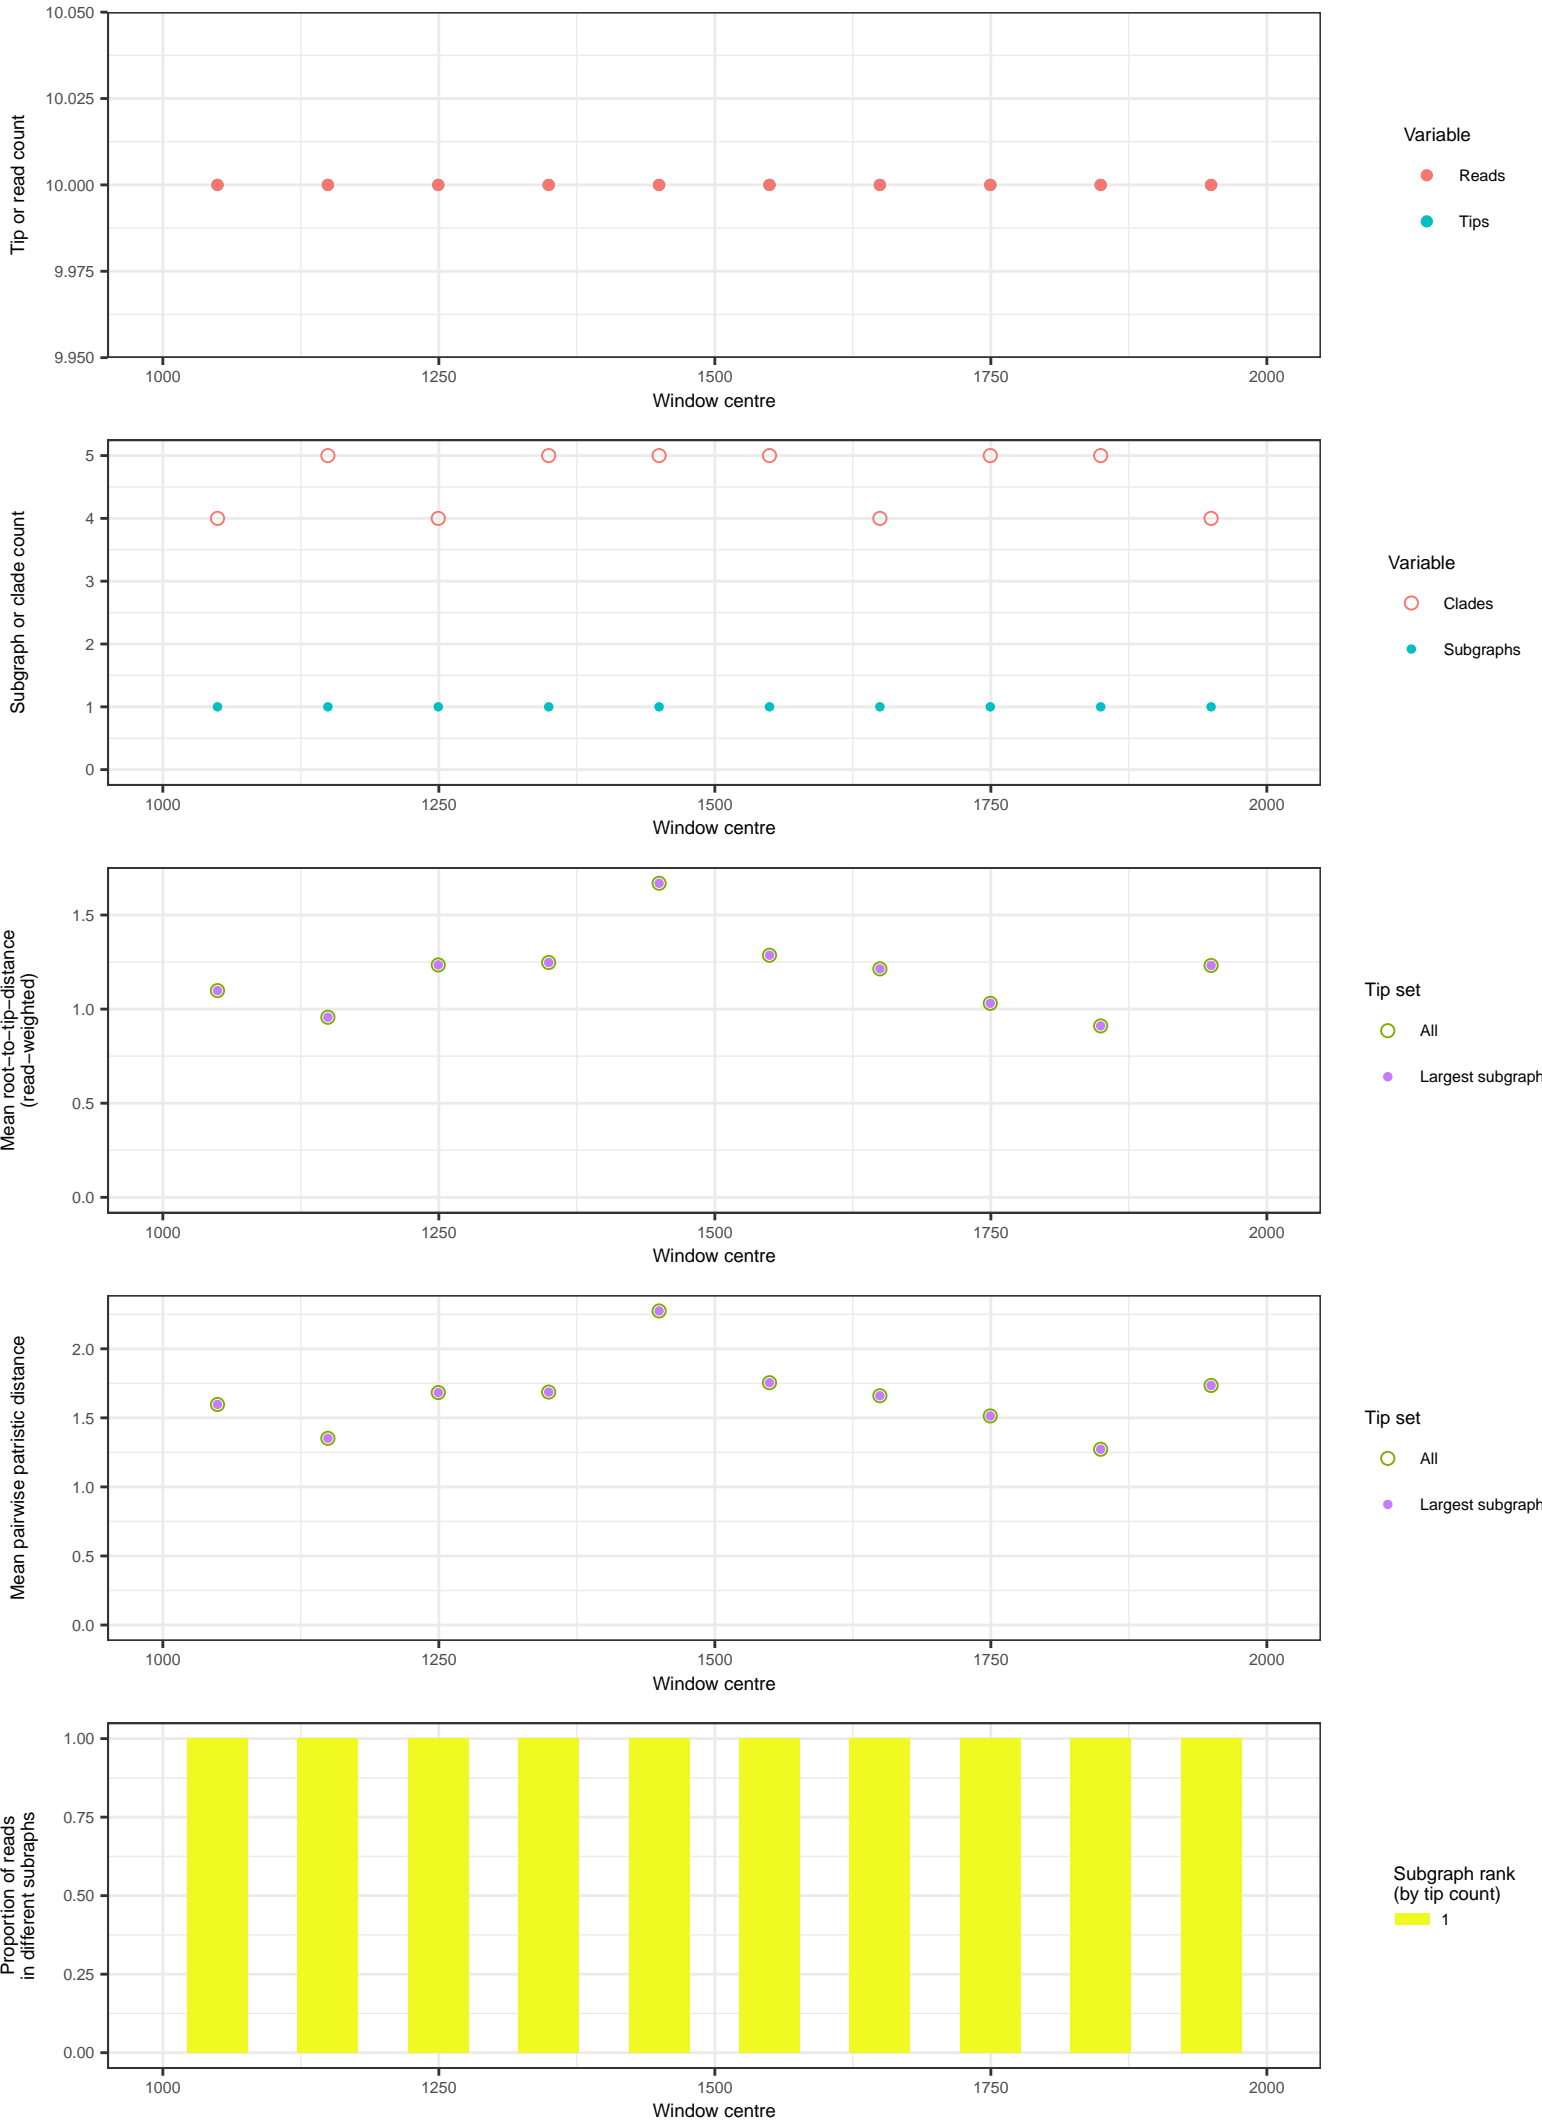 10.050
10.025
10.000
9.975
9.950
Tip or read count
1000 1250 1500 1750 2000
Window centre
Variable
Reads
Tips
5
4
3
2
1
0
Subgraph or clade count
1000 1250 1500 1750 2000
Window centre
Variable
Clades
Subgraphs
1.5
1.0
0.5
0.0
Mean root−to−tip−distance
(read−weighted)
1000 1250 1500 1750 2000
Window centre
Tip set
All
Largest subgraph
2.0
1.5
1.0
0.5
0.0
Mean pairwise patristic distance
1000 1250 1500 1750 2000
Window centre
Tip set
All
Largest subgraph
1.00
0.75
0.50
0.25
0.00
Proportion of reads
in different subraphs
1000 1250 1500 1750 2000
Window centre
Subgraph rank
(by tip count)
1